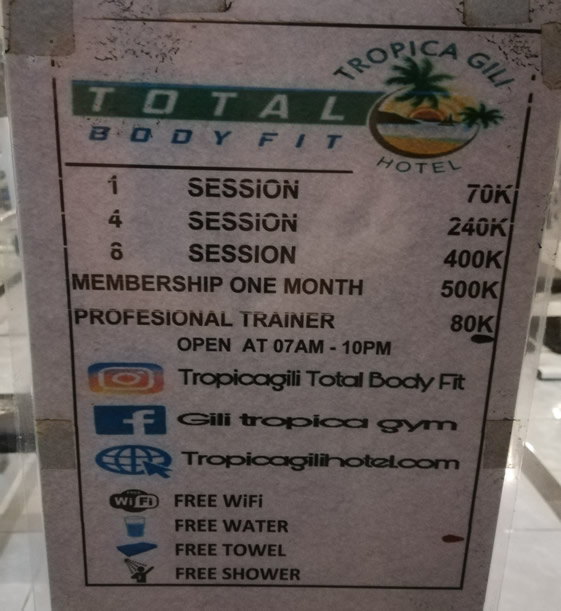 TROPICA GILI
HOTEL
TOTAL
BODY FIT
1 SESSION 70K
4 SESSION 240K
8 SESSION 400K
MEMBERSHIP ONE MONTH 500K
PROFESIONAL TRAINER 80K
OPEN AT 07AM - 10PM
Tropicagili Total Body Fit
f Gili tropica gym
Tropicagilihotel.com
WiFi FREE WiFi
FREE WATER
FREE TOWEL
FREE SHOWER